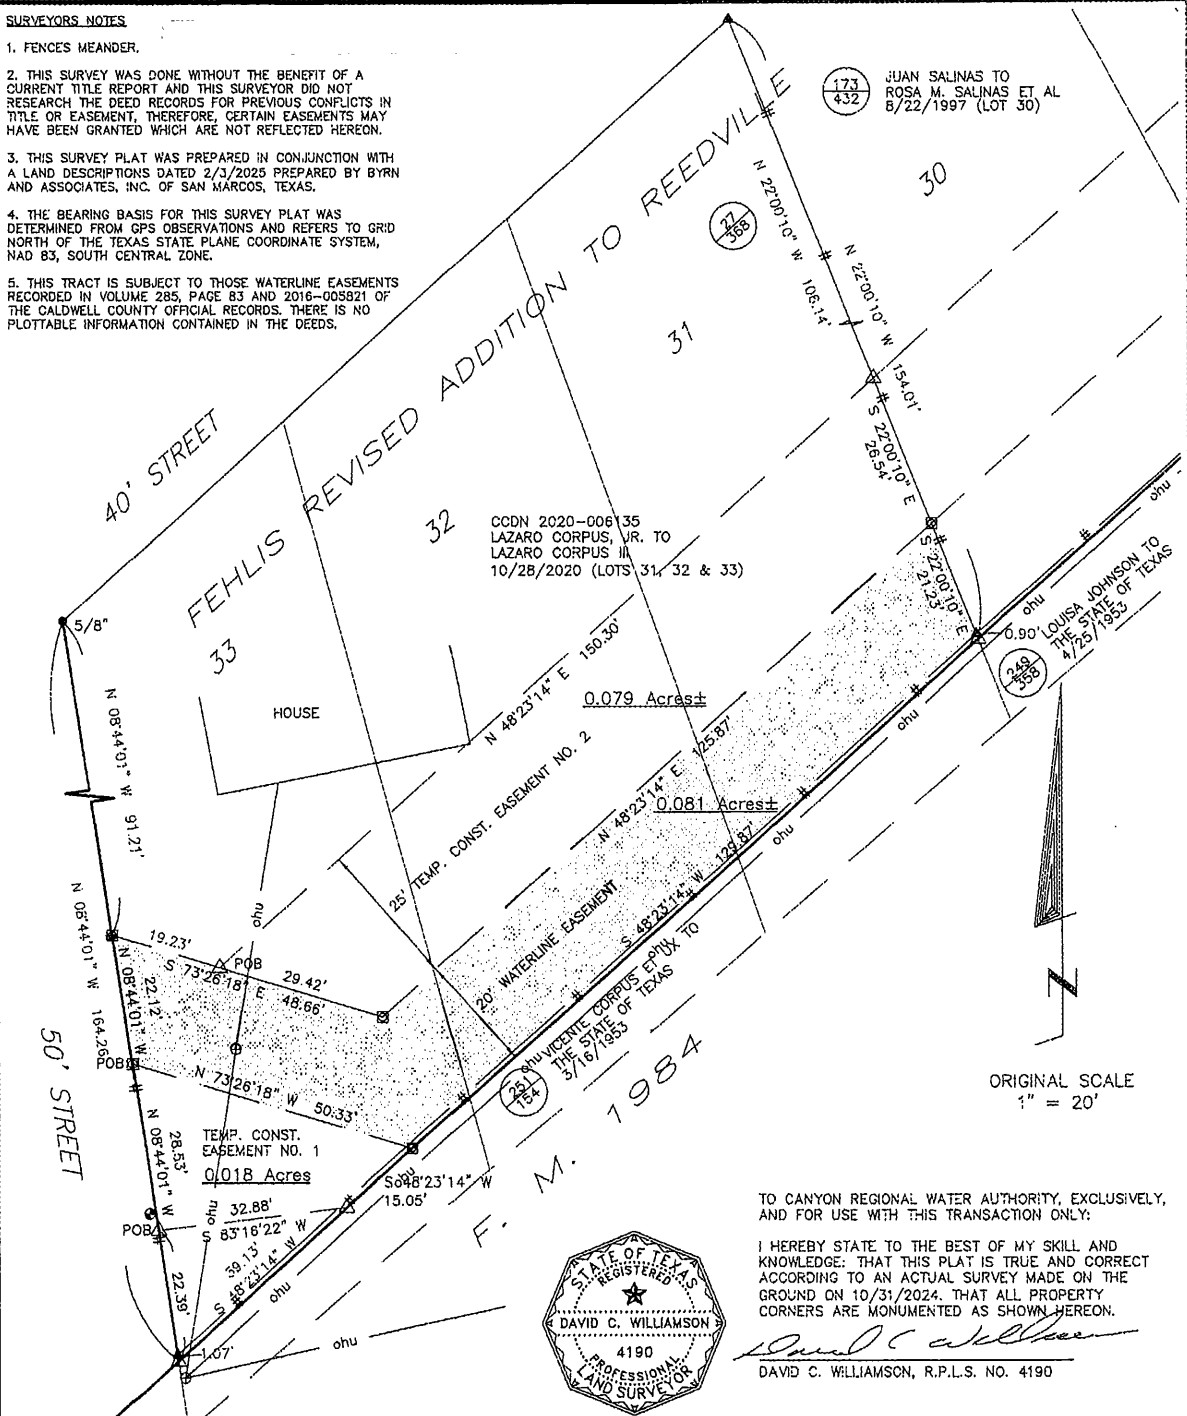 SURVEYORS NOTES
1. FENCES MEANDER.
2. THIS SURVEY WAS DONE WITHOUT THE BENEFIT OF A
CURRENT TITLE REPORT AND THIS SURVEYOR DID NOT
RESEARCH THE DEED RECORDS FOR PREVIOUS CONFLICTS IN
TITLE OR EASEMENT, THEREFORE, CERTAIN EASEMENTS MAY
HAVE BEEN GRANTED WHICH ARE NOT REFLECTED HEREON.
3. THIS SURVEY PLAT WAS PREPARED IN CONJUNCTION WITH
A LAND DESCRIPTIONS DATED 2/3/2025 PREPARED BY BYRN
AND ASSOCIATES, INC. OF SAN MARCOS, TEXAS.
4. THE BEARING BASIS FOR THIS SURVEY PLAT WAS
DETERMINED FROM GPS OBSERVATIONS AND REFERS TO GRID
NORTH OF THE TEXAS STATE PLANE COORDINATE SYSTEM,
NAD 83, SOUTH CENTRAL ZONE.
5. THIS TRACT IS SUBJECT TO THOSE WATERLINE EASEMENTS
RECORDED IN VOLUME 285, PAGE 83 AND 2016-005821 OF
THE CALDWELL COUNTY OFFICIAL RECORDS. THERE IS NO
PLOTTABLE INFORMATION CONTAINED IN THE DEEDS.
173
432
JUAN SALINAS TO
ROSA M. SALINAS ET AL
8/22/1997 (LOT 30)
30
27
368
N 22°00'10" W 106.14'
N 22°00'10" W 154.01'
31
FEHLIS REVISED ADDITION TO REEDVILLE
40' STREET
S 22°00'10" E
26.54'
32
CCDN 2020-006135
LAZARO CORPUS, JR. TO
LAZARO CORPUS III
10/28/2020 (LOTS 31, 32 & 33)
ohu
S 22°00'10" E
21.23'
0.90'
ohu
LOUISA JOHNSON TO
THE STATE OF TEXAS
4/25/1953
249
358
5/8"
33
HOUSE
N 48°23'14" E 150.30'
0.079 Acres±
ohu
N 08°44'01" W 91.21'
TEMP. CONST. EASEMENT NO. 2
25'
N 48°23'14" E 125.87'
0.081 Acres±
ohu
S 48°23'14" W 129.87'
20' WATERLINE EASEMENT
N 08°44'01" W 164.26'
ohu
19.23'
POB
29.42'
S 73°26'18" E 48.66'
N 08°44'01" W
22.12'
POB
ohu
ohu
VICENTE CORPUS ET UX TO
THE STATE OF TEXAS
3/16/1953
251
154
N 73°26'18" W 50.33'
50' STREET
F. M. 1984
ORIGINAL SCALE
1" = 20'
TEMP. CONST.
EASEMENT NO. 1
0.018 Acres
N 08°44'01" W
28.53'
ohu
S 48°23'14" W
15.05'
POB
ohu
32.88'
S 83°16'22" W
39.13'
S 48°23'14" W
ohu
22.39'
1.07'
ohu
TO CANYON REGIONAL WATER AUTHORITY, EXCLUSIVELY,
AND FOR USE WITH THIS TRANSACTION ONLY:
I HEREBY STATE TO THE BEST OF MY SKILL AND
KNOWLEDGE: THAT THIS PLAT IS TRUE AND CORRECT
ACCORDING TO AN ACTUAL SURVEY MADE ON THE
GROUND ON 10/31/2024. THAT ALL PROPERTY
CORNERS ARE MONUMENTED AS SHOWN HEREON.
David C Williamson
DAVID C. WILLIAMSON, R.P.L.S. NO. 4190
STATE OF TEXAS
REGISTERED
DAVID C. WILLIAMSON
4190
PROFESSIONAL
LAND SURVEYOR
N